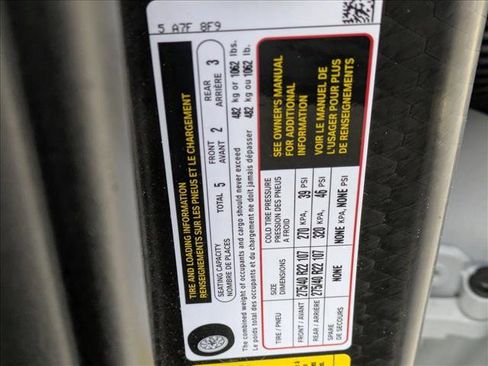 5 A7F 8F9
TIRE AND LOADING INFORMATION
RENSEIGNEMENTS SUR LES PNEUS ET LE CHARGEMENT
SEATING CAPACITY
NOMBRE DE PLACES
TOTAL 5
FRONT
AVANT 2
REAR
ARRIÈRE 3
The combined weight of occupants and cargo should never exceed 482 kg or 1062 lbs.
Le poids total des occupants et du chargement ne doit jamais dépasser 482 kg ou 1062 lb.
TIRE / PNEU
SIZE
DIMENSIONS
COLD TIRE PRESSURE
PRESSION DES PNEUS
A FROID
FRONT / AVANT 275/40 R22 107 270 KPA, 39 PSI
REAR / ARRIÈRE 275/40 R22 107 320 KPA, 46 PSI
SPARE
DE SECOURS
NONE NONE KPA, NONE PSI
SEE OWNER'S MANUAL
FOR ADDITIONAL
INFORMATION
VOIR LE MANUEL DE
L'USAGER POUR PLUS
DE RENSEIGNEMENTS